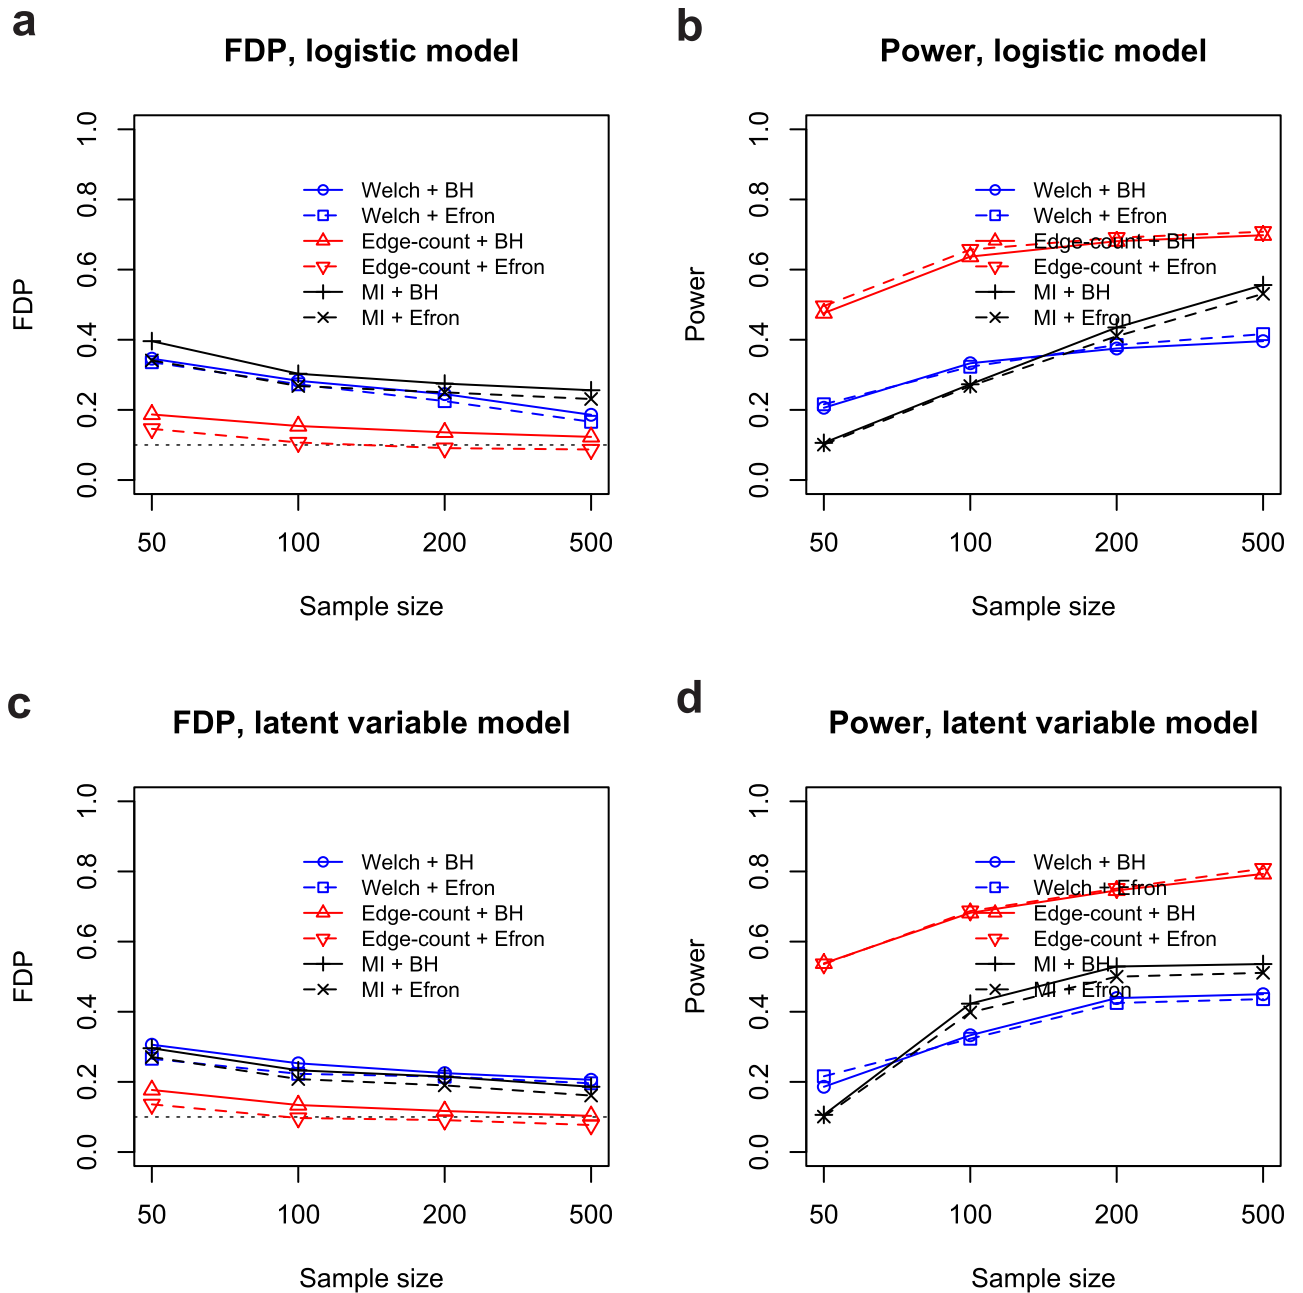 a
FDP, logistic model
FDP
1.0
0.8
0.6
0.4
0.2
0.0
Welch + BH
Welch + Efron
Edge-count + BH
Edge-count + Efron
MI + BH
MI + Efron
50 100 200 500
Sample size
b
Power, logistic model
Power
1.0
0.8
0.6
0.4
0.2
0.0
Welch + BH
Welch + Efron
Edge-count + BH
Edge-count + Efron
MI + BH
MI + Efron
50 100 200 500
Sample size
c
FDP, latent variable model
FDP
1.0
0.8
0.6
0.4
0.2
0.0
Welch + BH
Welch + Efron
Edge-count + BH
Edge-count + Efron
MI + BH
MI + Efron
50 100 200 500
Sample size
d
Power, latent variable model
Power
1.0
0.8
0.6
0.4
0.2
0.0
Welch + BH
Welch + Efron
Edge-count + BH
Edge-count + Efron
MI + BH
MI + Efron
50 100 200 500
Sample size